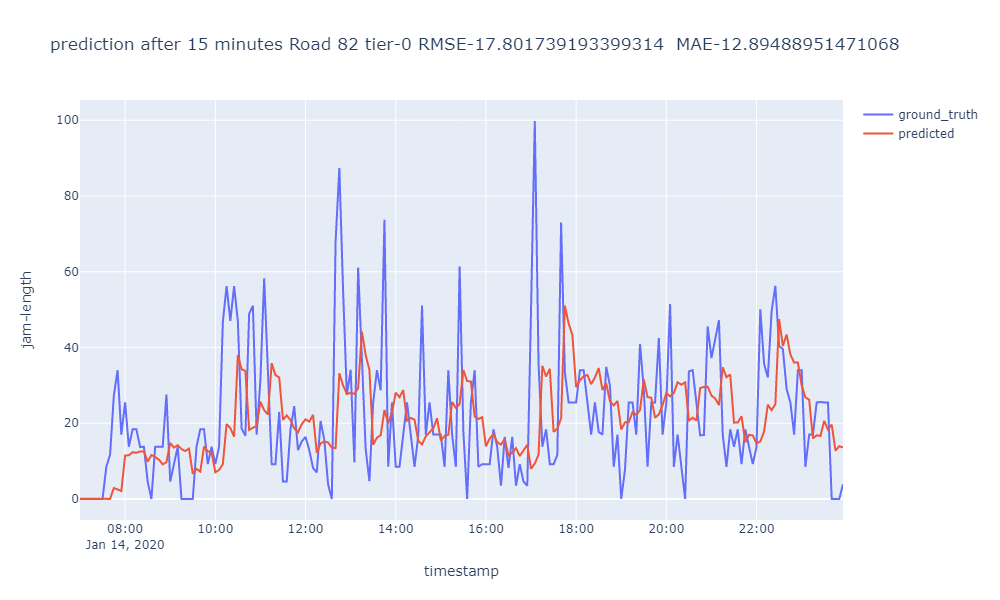 prediction after 15 minutes Road 82 tier-0 RMSE-17.801739193399314  MAE-12.89488951471068
ground_truth
predicted
jam-length
100
80
60
40
20
0
08:00 10:00 12:00 14:00 16:00 18:00 20:00 22:00
Jan 14, 2020
timestamp